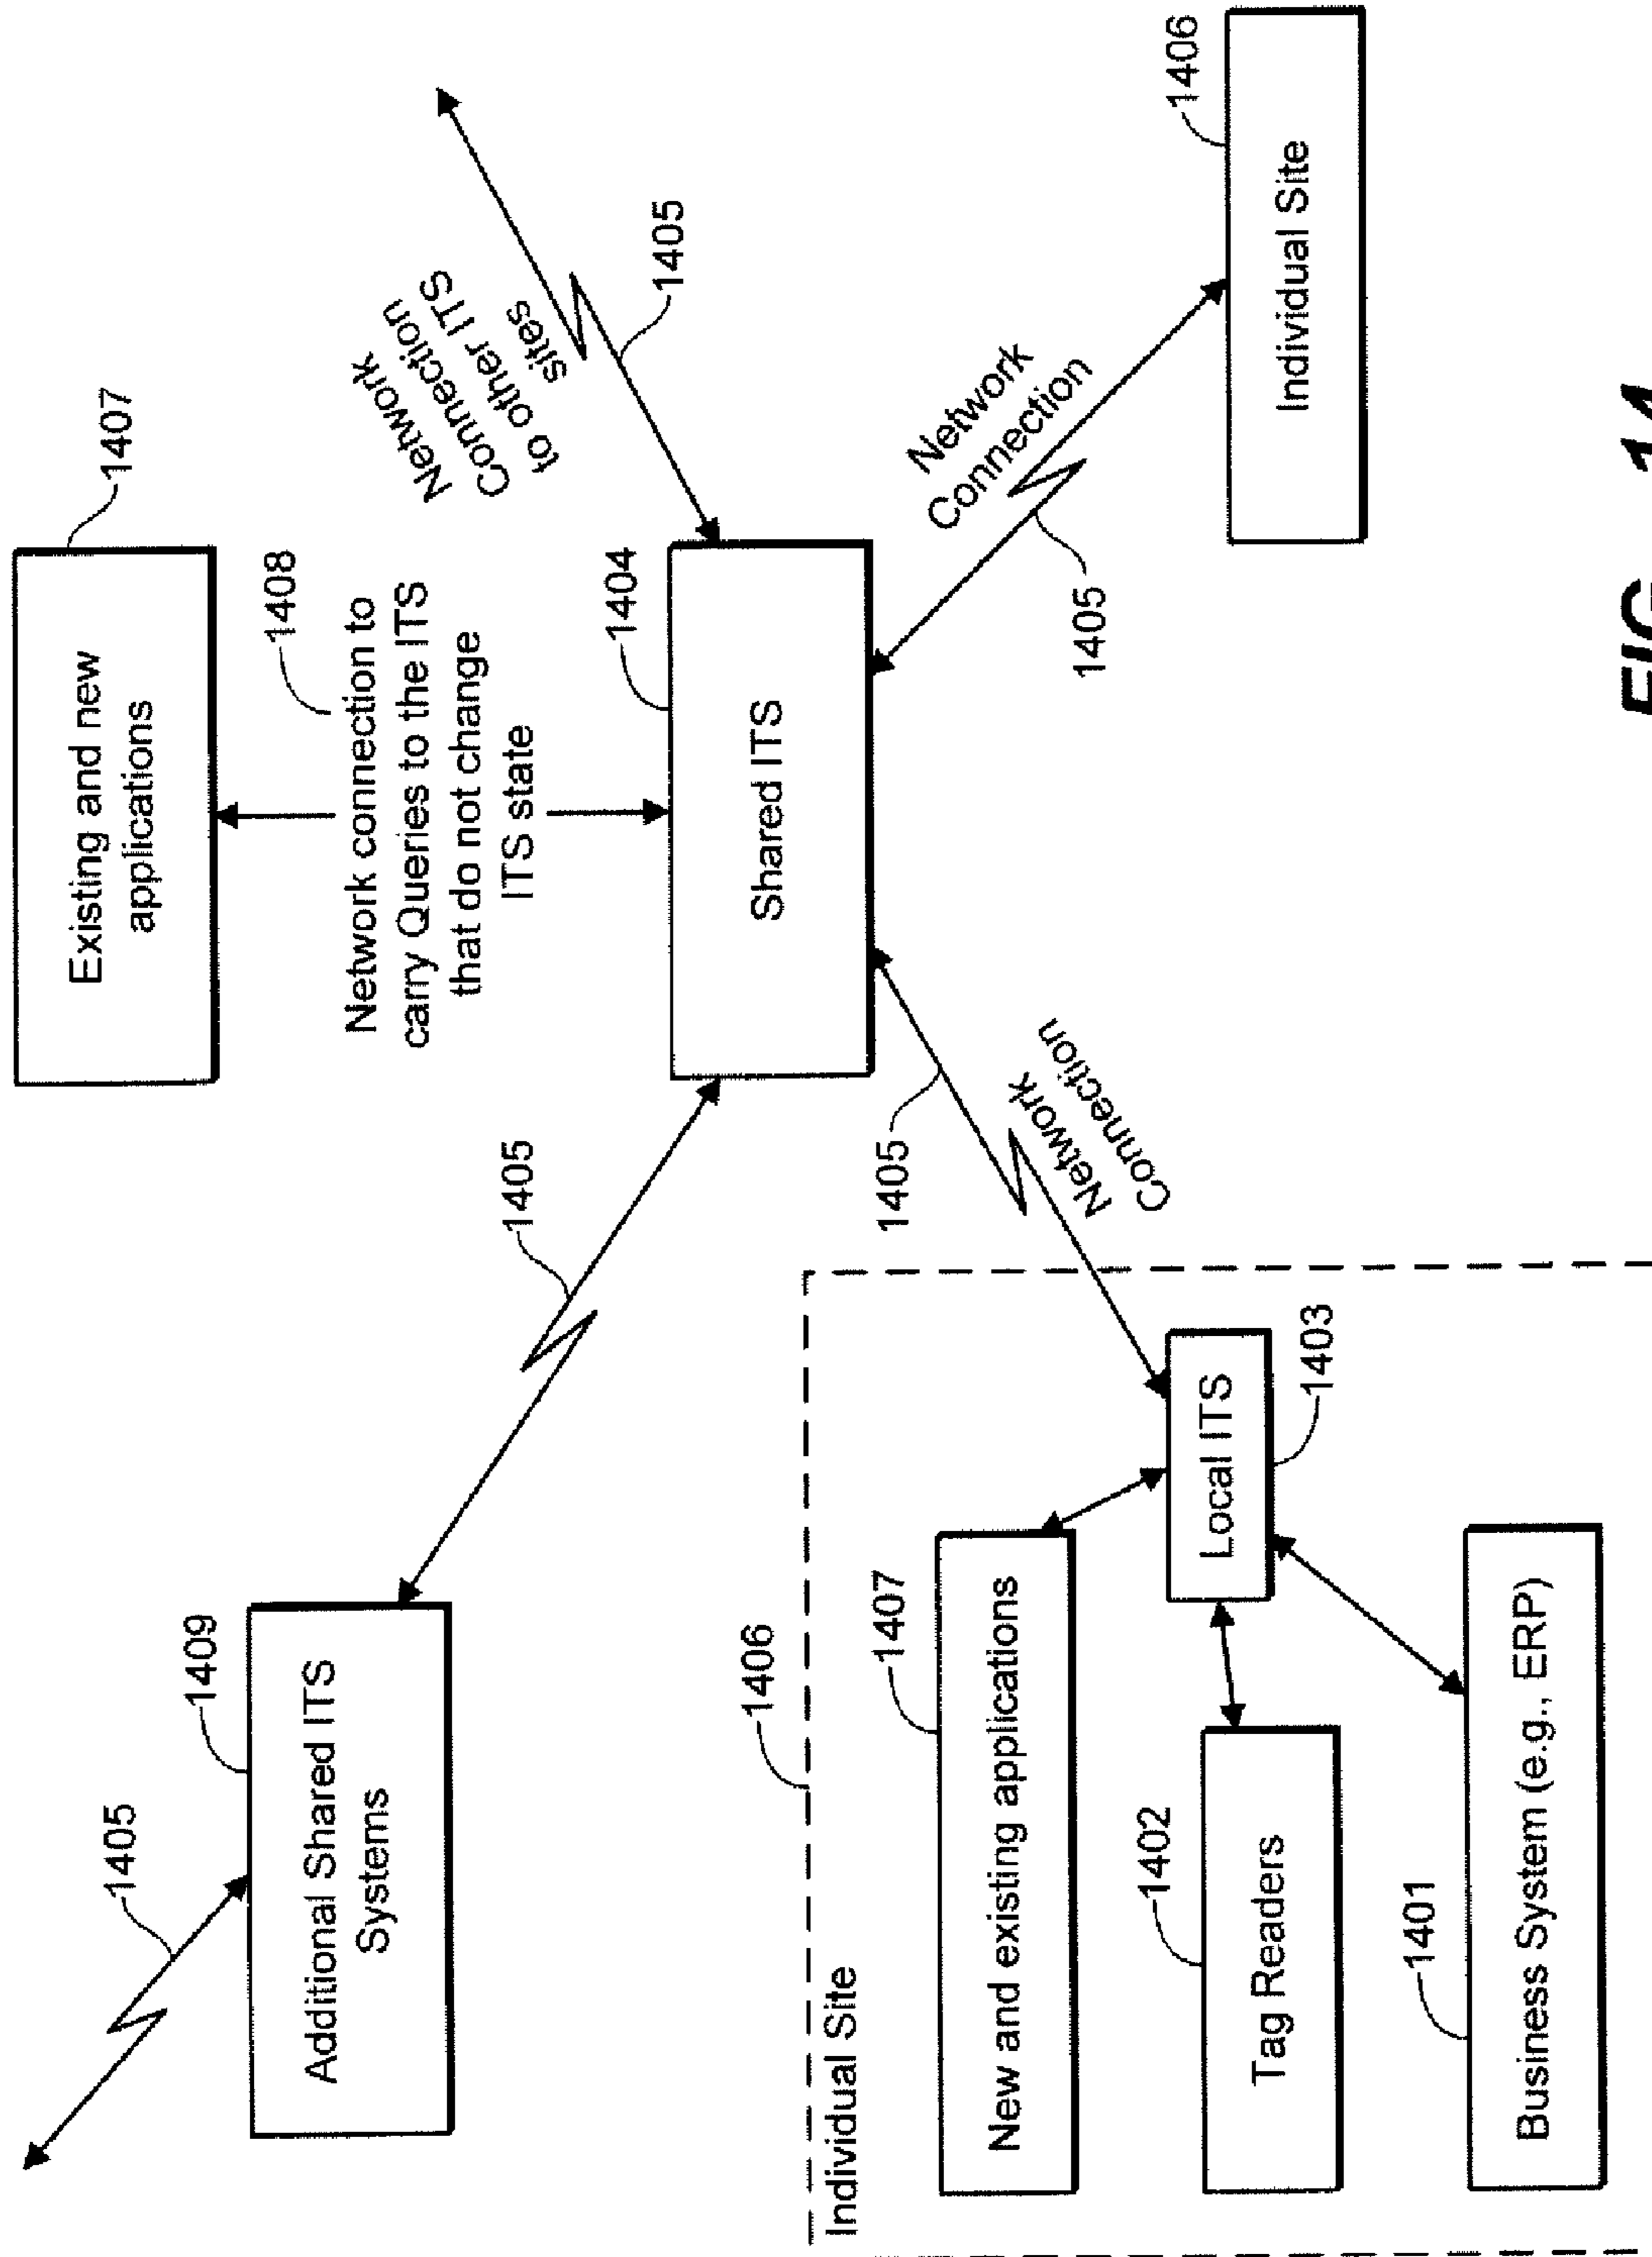 1405
1409
Additional Shared ITS
Systems
1405
Existing and new
applications
1407
1408
Network connection to
carry Queries to the ITS
that do not change
ITS state
Network
Connection
to other ITS
sites
1405
1404
Shared ITS
1405
Network
Connection
Network
Connection
1405
1406
Individual Site
1406
Individual Site
1407
New and existing applications
Local ITS
1403
1402
Tag Readers
1401
Business System (e.g., ERP)
FIG. 14